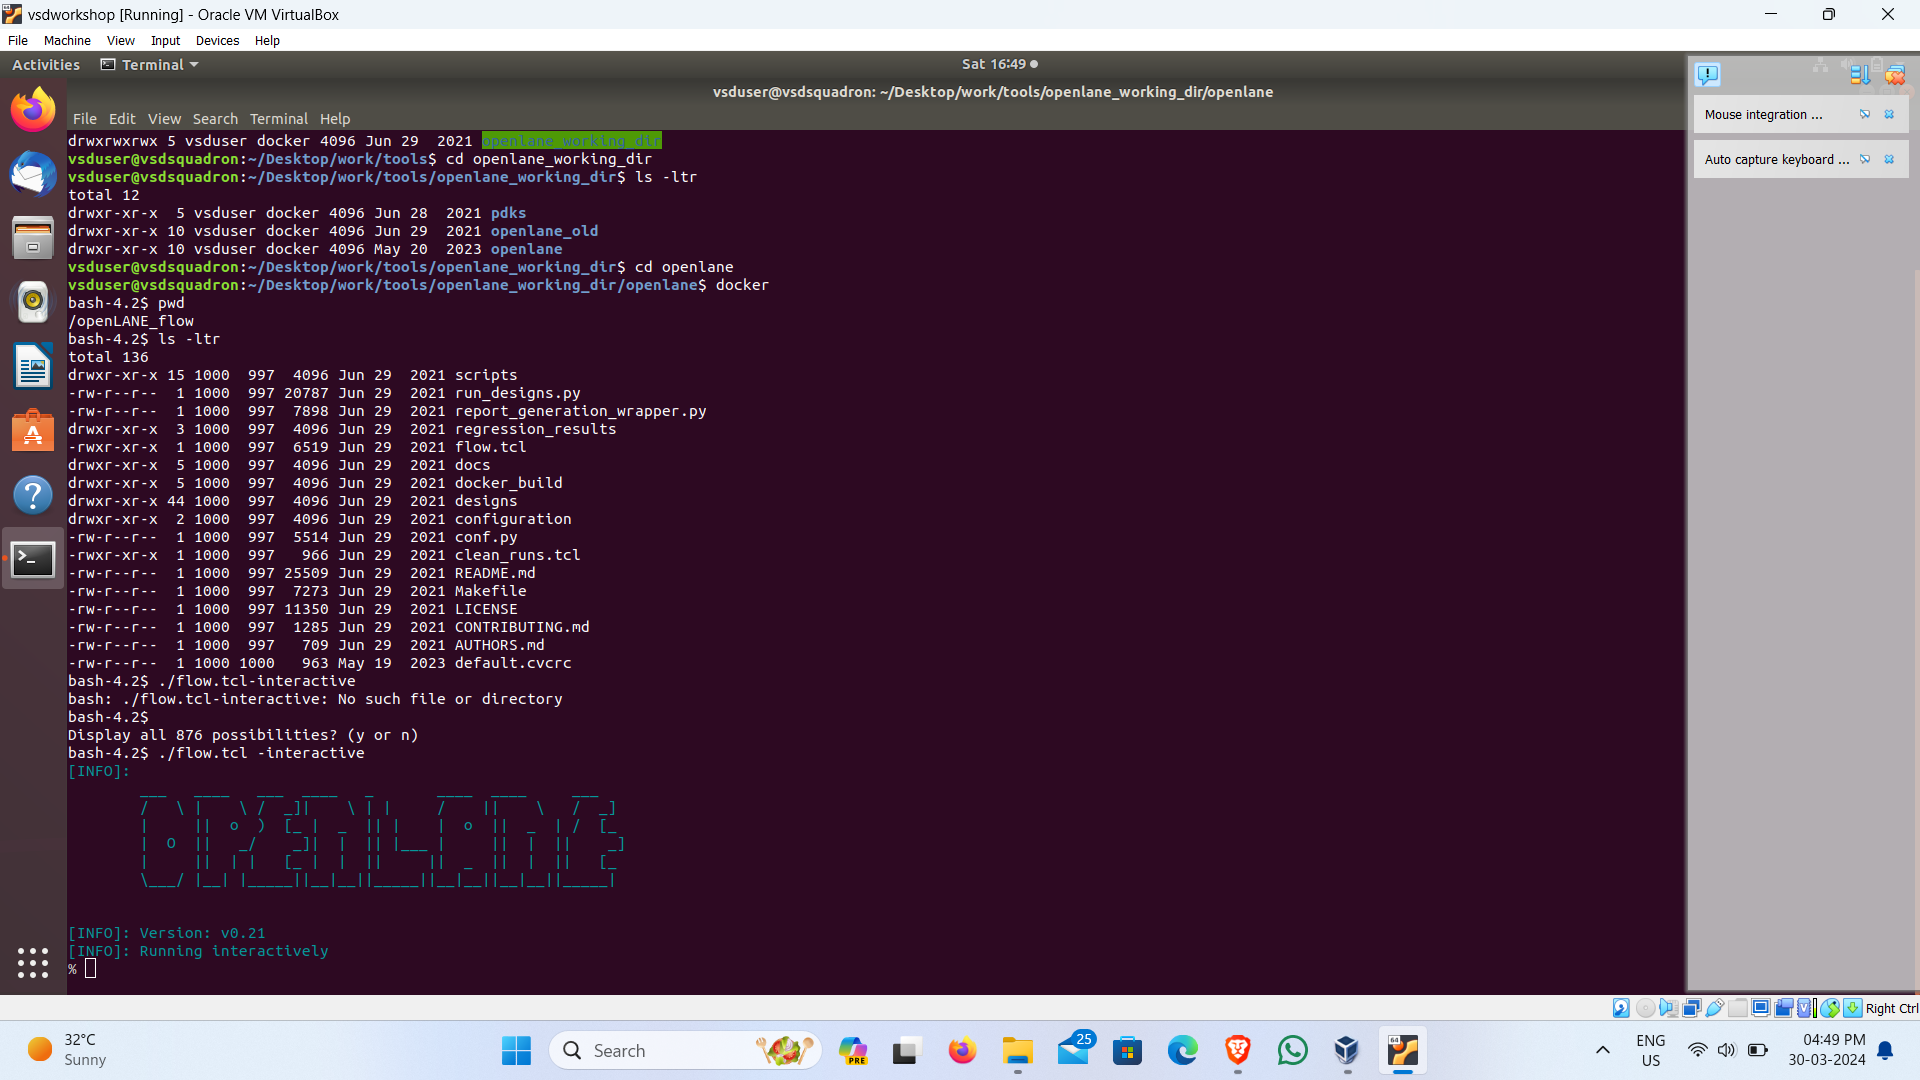 vsdworkshop [Running] - Oracle VM VirtualBox
File Machine View Input Devices Help
Activities Terminal Sat 16:49
vsduser@vsdsquadron: ~/Desktop/work/tools/openlane_working_dir/openlane
File Edit View Search Terminal Help
Mouse integration ...
Auto capture keyboard ...
drwxrwxrwx 5 vsduser docker 4096 Jun 29  2021 openlane_working_dir
vsduser@vsdsquadron:~/Desktop/work/tools$ cd openlane_working_dir
vsduser@vsdsquadron:~/Desktop/work/tools/openlane_working_dir$ ls -ltr
total 12
drwxr-xr-x  5 vsduser docker 4096 Jun 28  2021 pdks
drwxr-xr-x 10 vsduser docker 4096 Jun 29  2021 openlane_old
drwxr-xr-x 10 vsduser docker 4096 May 20  2023 openlane
vsduser@vsdsquadron:~/Desktop/work/tools/openlane_working_dir$ cd openlane
vsduser@vsdsquadron:~/Desktop/work/tools/openlane_working_dir/openlane$ docker
bash-4.2$ pwd
/openLANE_flow
bash-4.2$ ls -ltr
total 136
drwxr-xr-x 15 1000  997  4096 Jun 29  2021 scripts
-rw-r--r--  1 1000  997 20787 Jun 29  2021 run_designs.py
-rw-r--r--  1 1000  997  7898 Jun 29  2021 report_generation_wrapper.py
drwxr-xr-x  3 1000  997  4096 Jun 29  2021 regression_results
-rwxr-xr-x  1 1000  997  6519 Jun 29  2021 flow.tcl
drwxr-xr-x  5 1000  997  4096 Jun 29  2021 docs
drwxr-xr-x  5 1000  997  4096 Jun 29  2021 docker_build
drwxr-xr-x 44 1000  997  4096 Jun 29  2021 designs
drwxr-xr-x  2 1000  997  4096 Jun 29  2021 configuration
-rw-r--r--  1 1000  997  5514 Jun 29  2021 conf.py
-rwxr-xr-x  1 1000  997   966 Jun 29  2021 clean_runs.tcl
-rw-r--r--  1 1000  997 25509 Jun 29  2021 README.md
-rw-r--r--  1 1000  997  7273 Jun 29  2021 Makefile
-rw-r--r--  1 1000  997 11350 Jun 29  2021 LICENSE
-rw-r--r--  1 1000  997  1285 Jun 29  2021 CONTRIBUTING.md
-rw-r--r--  1 1000  997   709 Jun 29  2021 AUTHORS.md
-rw-r--r--  1 1000 1000   963 May 19  2023 default.cvcrc
bash-4.2$ ./flow.tcl-interactive
bash: ./flow.tcl-interactive: No such file or directory
bash-4.2$
Display all 876 possibilities? (y or n)
bash-4.2$ ./flow.tcl -interactive
[INFO]:
OPENLANE
[INFO]: Version: v0.21
[INFO]: Running interactively
%
Right Ctrl
32°C
Sunny
Search
PRE
25
64
ENG
US
04:49 PM
30-03-2024